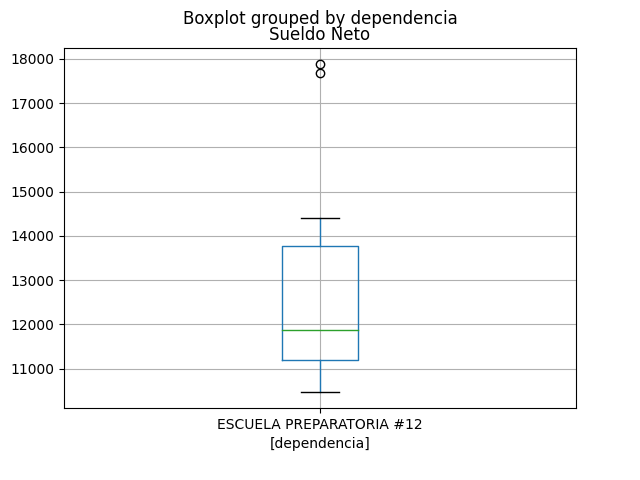 Boxplot grouped by dependencia
Sueldo Neto
18000
17000
16000
15000
14000
13000
12000
11000
ESCUELA PREPARATORIA #12
[dependencia]